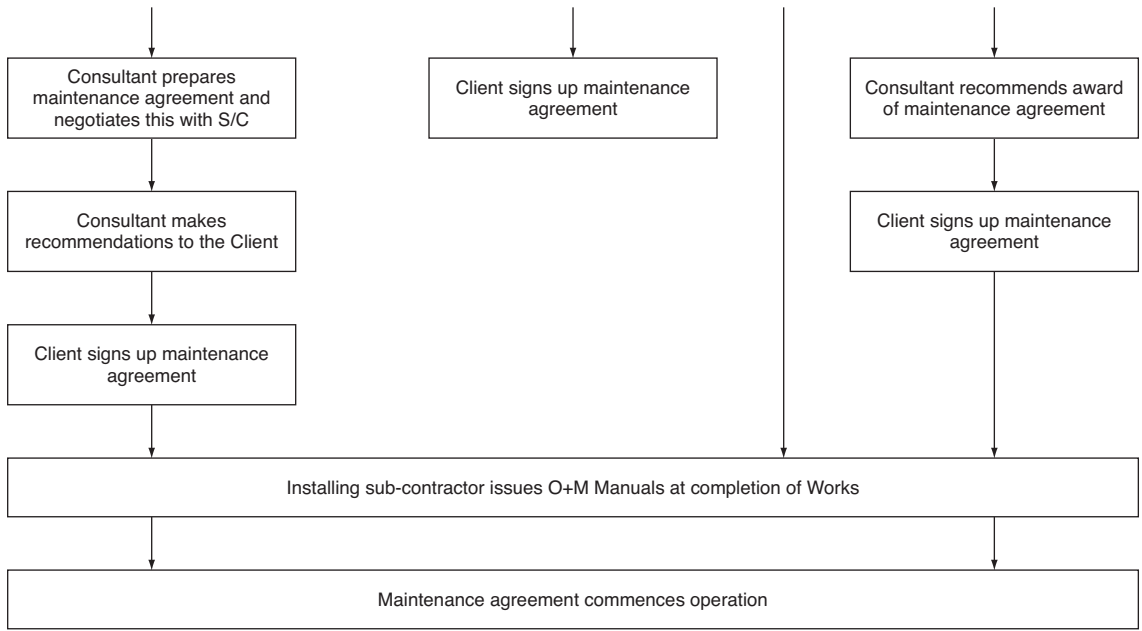 Consultant prepares
maintenance agreement and
negotiates this with S/C
Client signs up maintenance
agreement
Consultant recommends award
of maintenance agreement
Consultant makes
recommendations to the Client
Client signs up maintenance
agreement
Client signs up maintenance
agreement
Installing sub-contractor issues O+M Manuals at completion of Works
Maintenance agreement commences operation